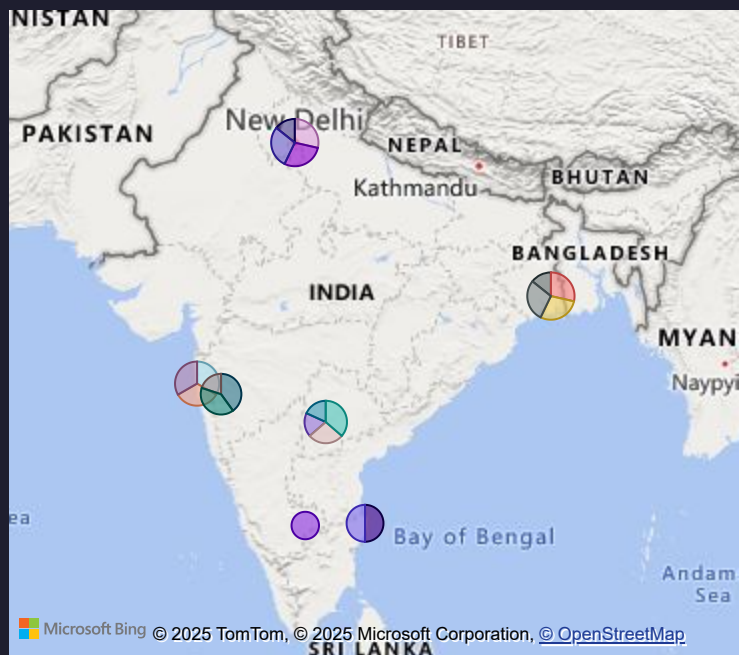 NISTAN
TIBET
New Delhi
PAKISTAN
NEPAL
BHUTAN
Kathmandu
BANGLADESH
INDIA
MYAN
Naypyi
ea
Bay of Bengal
Andam
Sea
Microsoft Bing © 2025 TomTom, © 2025 Microsoft Corporation, © OpenStreetMap
SRI LANKA